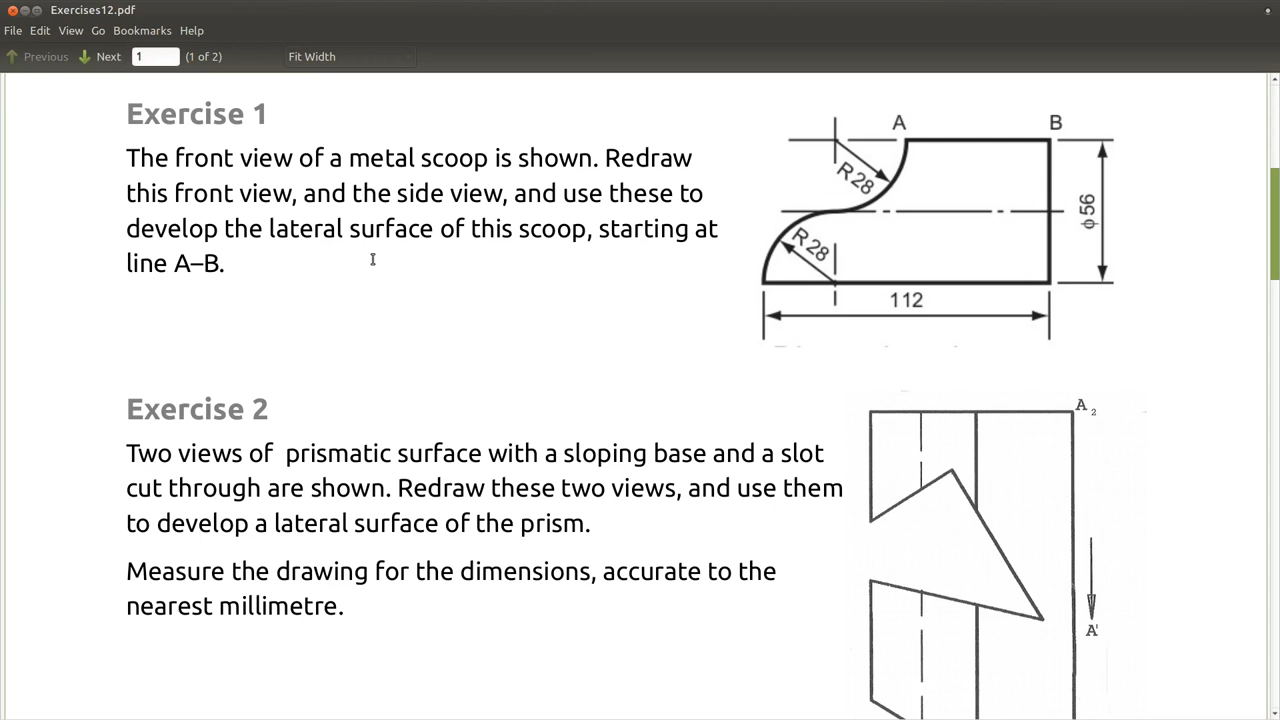 Exercises12.pdf
File Edit View Go Bookmarks Help
Previous Next 1 (1 of 2) Fit Width
Exercise 1
The front view of a metal scoop is shown. Redraw
this front view, and the side view, and use these to
develop the lateral surface of this scoop, starting at
line A–B.
A B
R28
R28
ϕ56
112
Exercise 2
Two views of prismatic surface with a sloping base and a slot
cut through are shown. Redraw these two views, and use them
to develop a lateral surface of the prism.
Measure the drawing for the dimensions, accurate to the
nearest millimetre.
A2
A'